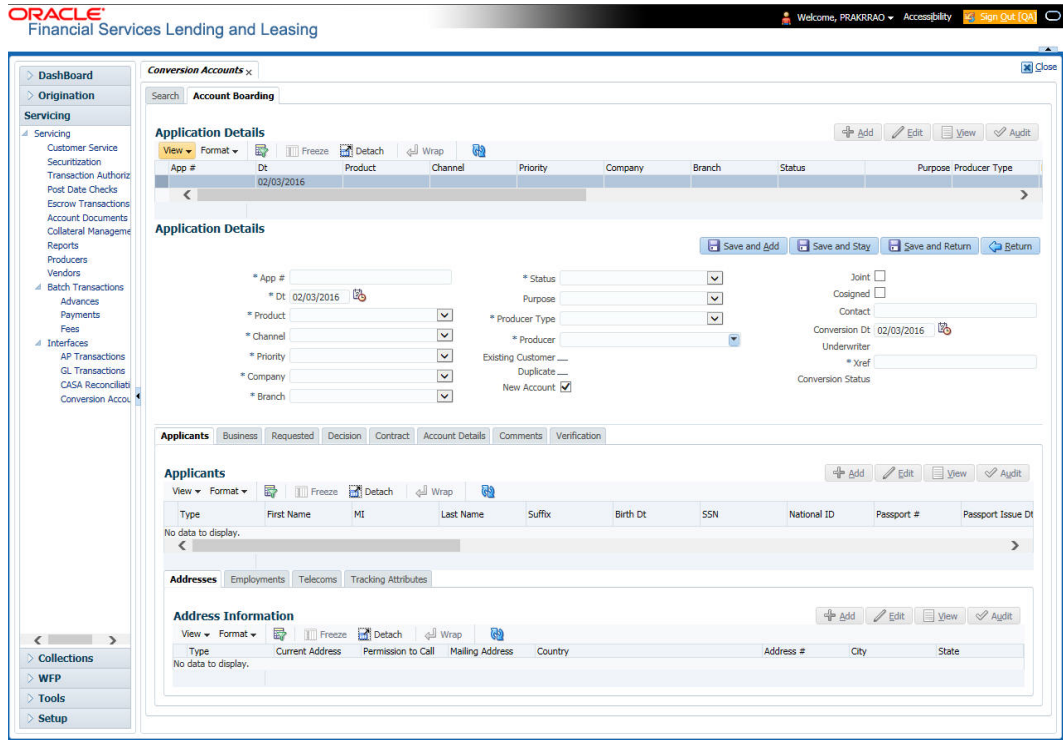 ORACLE
Financial Services Lending and Leasing
Welcome, PRAKRRAO Accessibility Sign Out [QA]
Close
DashBoard
Origination
Servicing
Servicing
Customer Service
Securitization
Transaction Authoriz
Post Date Checks
Escrow Transactions
Account Documents
Collateral Manageme
Reports
Producers
Vendors
Batch Transactions
Advances
Payments
Fees
Interfaces
AP Transactions
GL Transactions
CASA Reconciliati
Conversion Accou
Collections
WFP
Tools
Setup
Conversion Accounts
Search Account Boarding
Application Details
Add Edit View Audit
View Format Freeze Detach Wrap
App # Dt Product Channel Priority Company Branch Status Purpose Producer Type
02/03/2016
Application Details
Save and Add Save and Stay Save and Return Return
* App #
* Dt 02/03/2016
* Product
* Channel
* Priority
* Company
* Branch
* Status
Purpose
* Producer Type
* Producer
Existing Customer
Duplicate
New Account
Joint
Cosigned
Contact
Conversion Dt 02/03/2016
Underwriter
* Xref
Conversion Status
Applicants Business Requested Decision Contract Account Details Comments Verification
Applicants
Add Edit View Audit
View Format Freeze Detach Wrap
Type First Name MI Last Name Suffix Birth Dt SSN National ID Passport # Passport Issue Dt
No data to display.
Addresses Employments Telecoms Tracking Attributes
Address Information
Add Edit View Audit
View Format Freeze Detach Wrap
Type Current Address Permission to Call Mailing Address Country Address # City State
No data to display.